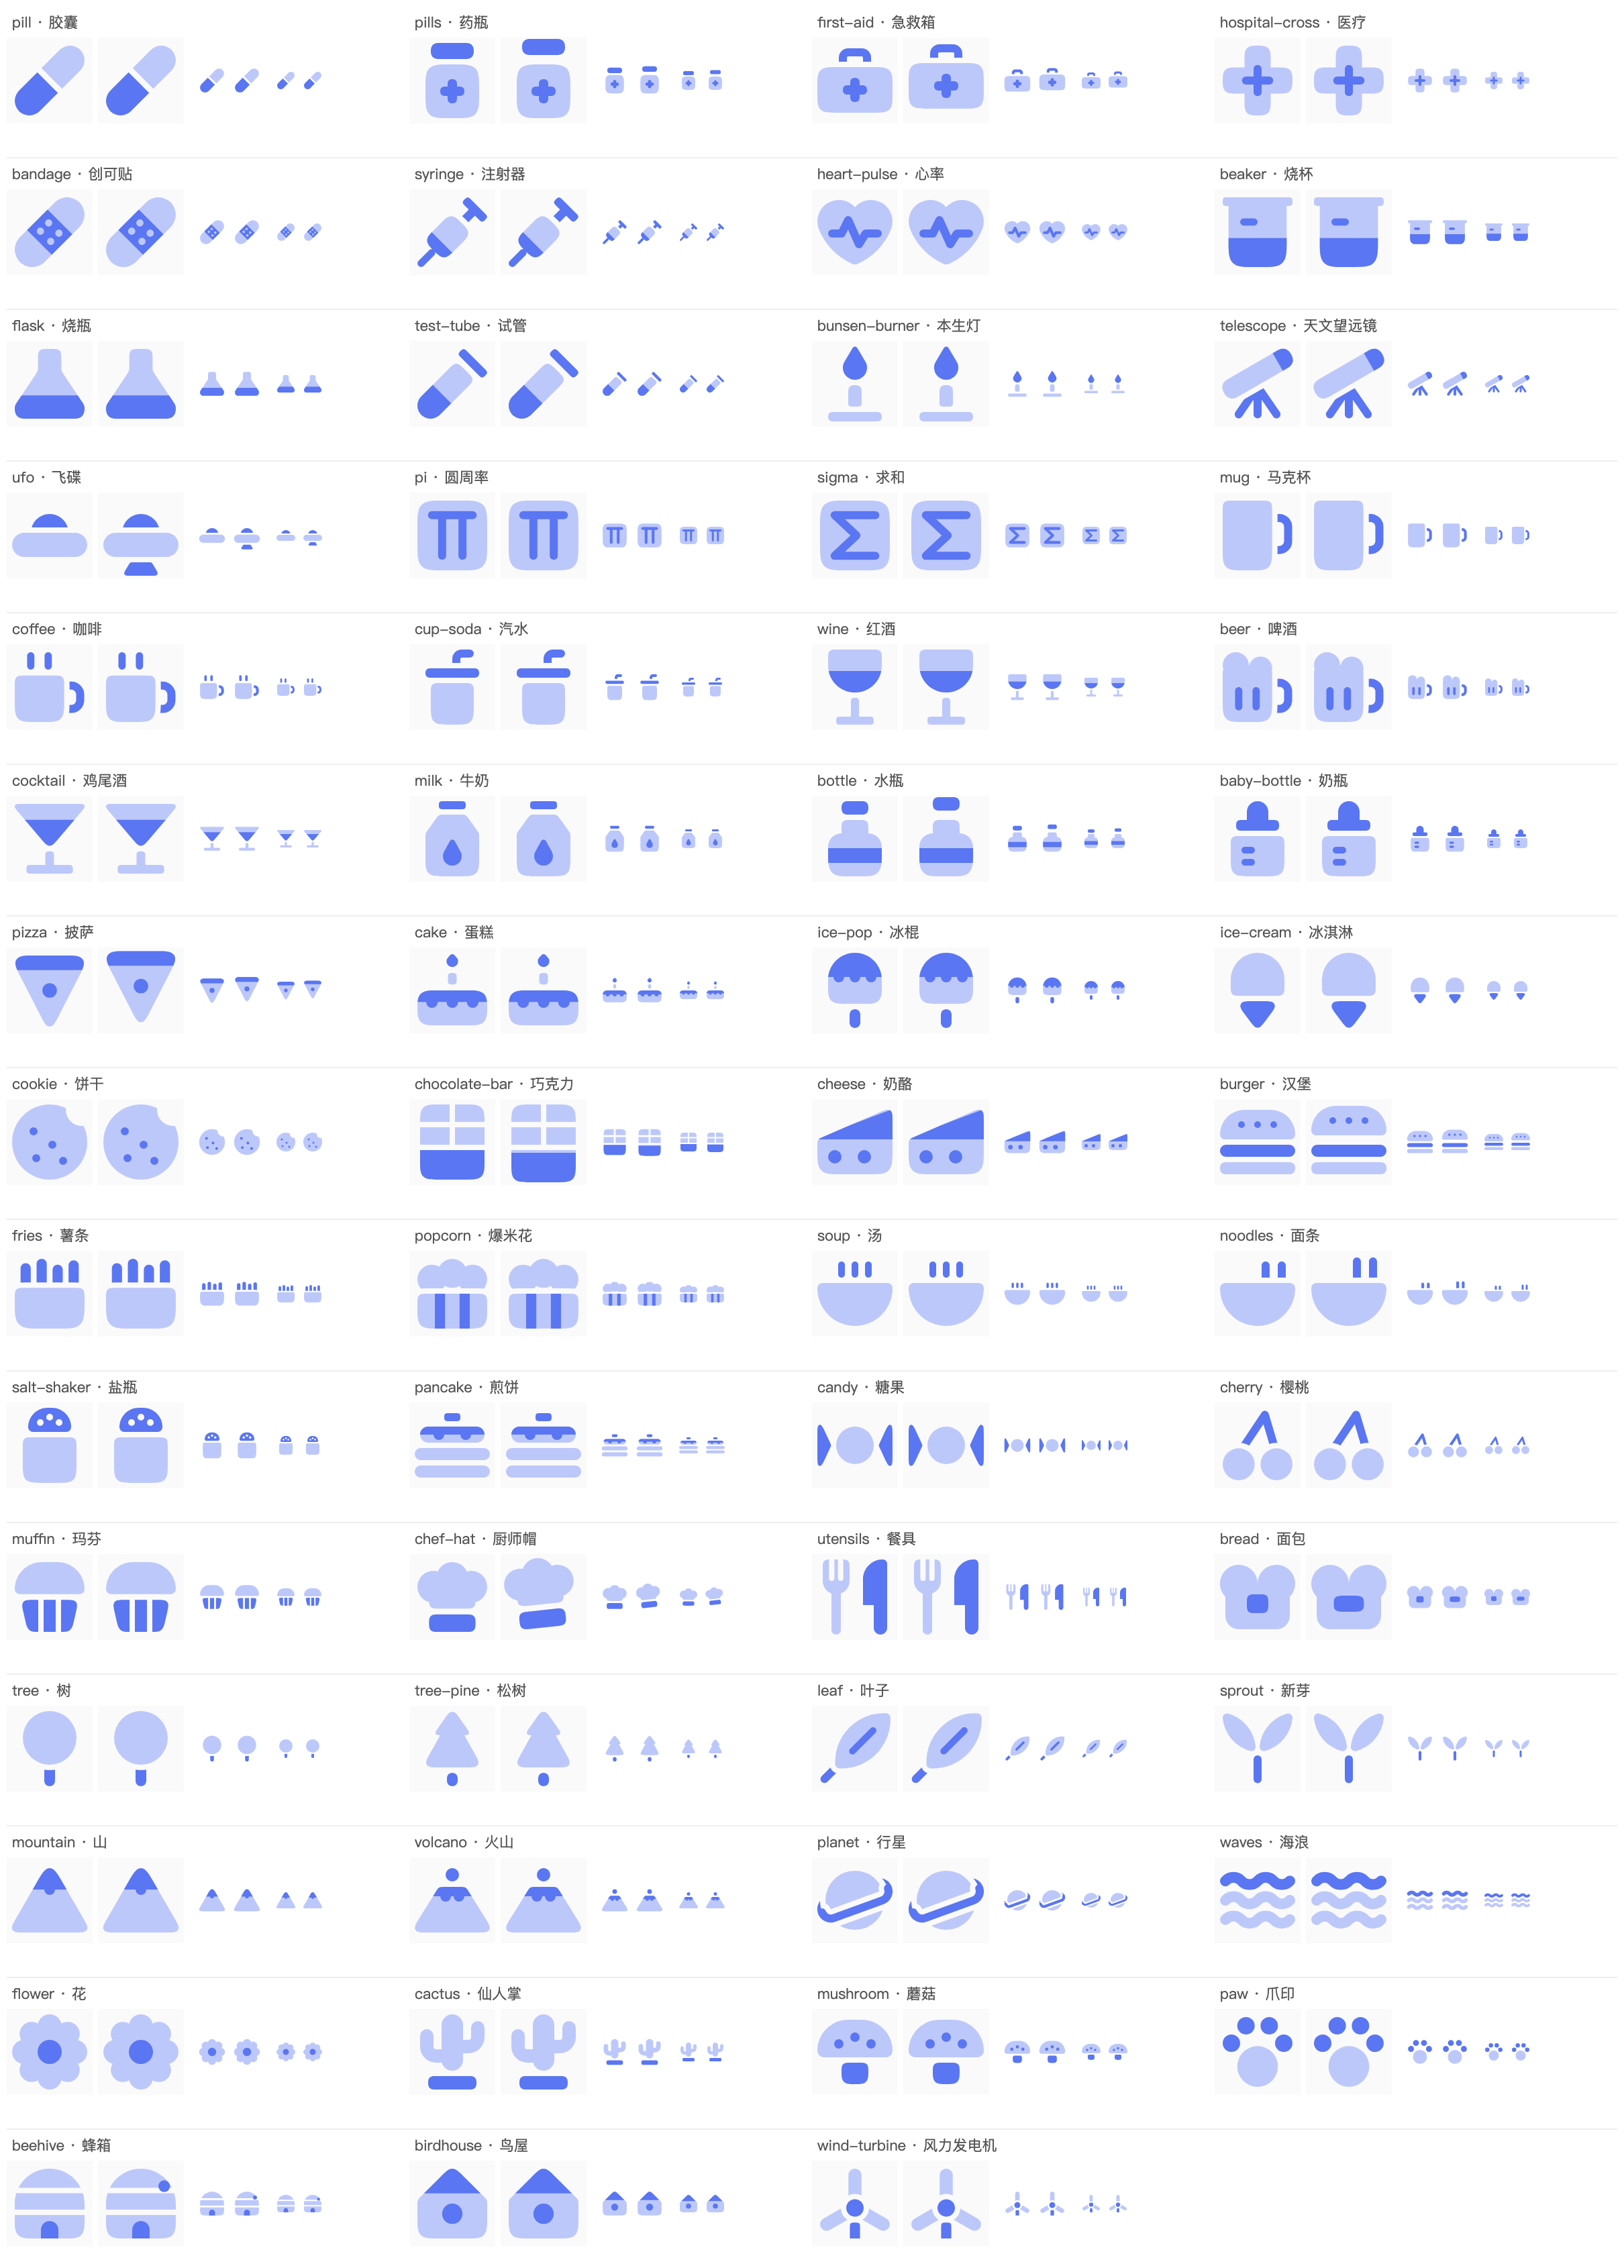 pill · 胶囊
pills · 药瓶
first-aid · 急救箱
hospital-cross · 医疗
bandage · 创可贴
syringe · 注射器
heart-pulse · 心率
beaker · 烧杯
flask · 烧瓶
test-tube · 试管
bunsen-burner · 本生灯
telescope · 天文望远镜
ufo · 飞碟
pi · 圆周率
sigma · 求和
mug · 马克杯
coffee · 咖啡
cup-soda · 汽水
wine · 红酒
beer · 啤酒
cocktail · 鸡尾酒
milk · 牛奶
bottle · 水瓶
baby-bottle · 奶瓶
pizza · 披萨
cake · 蛋糕
ice-pop · 冰棍
ice-cream · 冰淇淋
cookie · 饼干
chocolate-bar · 巧克力
cheese · 奶酪
burger · 汉堡
fries · 薯条
popcorn · 爆米花
soup · 汤
noodles · 面条
salt-shaker · 盐瓶
pancake · 煎饼
candy · 糖果
cherry · 樱桃
muffin · 玛芬
chef-hat · 厨师帽
utensils · 餐具
bread · 面包
tree · 树
tree-pine · 松树
leaf · 叶子
sprout · 新芽
mountain · 山
volcano · 火山
planet · 行星
waves · 海浪
flower · 花
cactus · 仙人掌
mushroom · 蘑菇
paw · 爪印
beehive · 蜂箱
birdhouse · 鸟屋
wind-turbine · 风力发电机